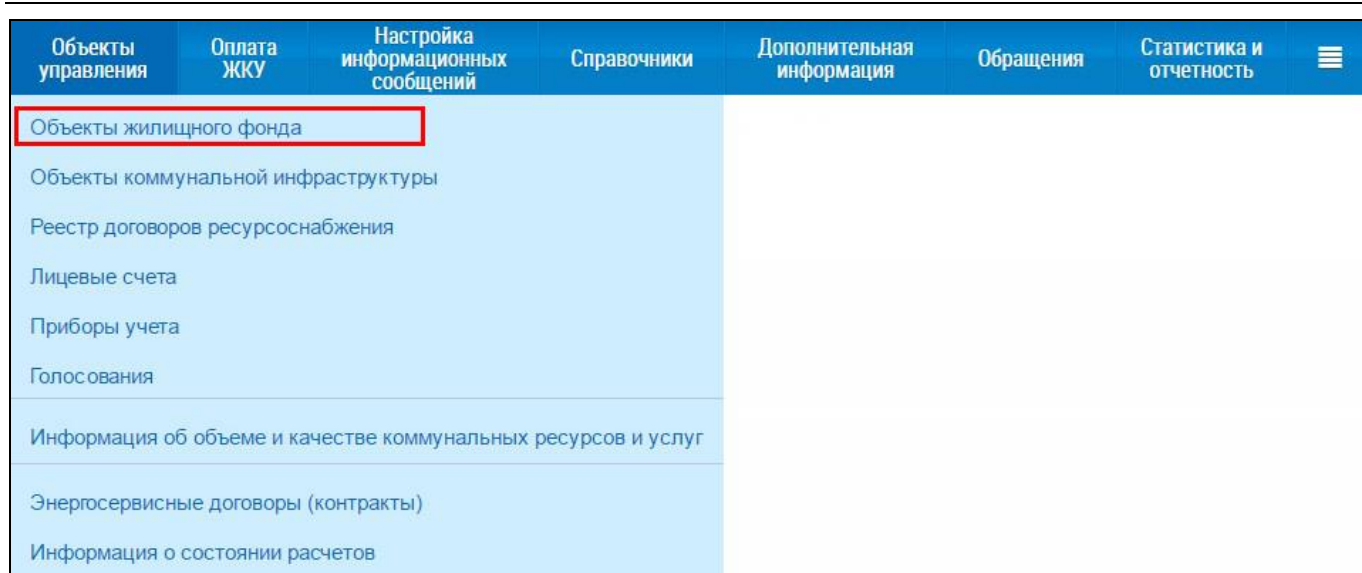 Объекты управления
Оплата ЖКУ
Настройка информационных сообщений
Справочники
Дополнительная информация
Обращения
Статистика и отчетность
Объекты жилищного фонда
Объекты коммунальной инфраструктуры
Реестр договоров ресурсоснабжения
Лицевые счета
Приборы учета
Голосования
Информация об объеме и качестве коммунальных ресурсов и услуг
Энергосервисные договоры (контракты)
Информация о состоянии расчетов